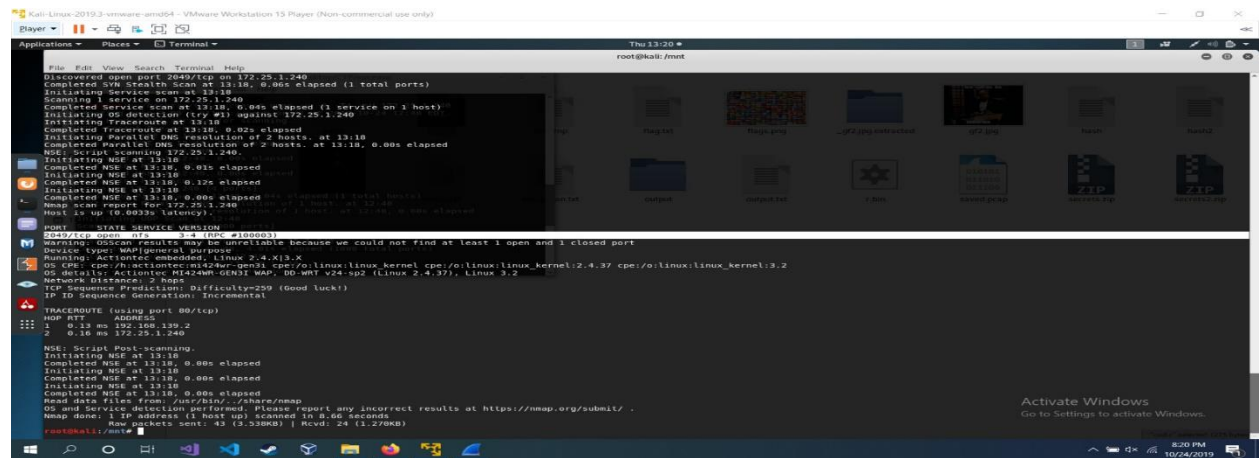 Kali-Linux-2019.3-vmware-amd64 - VMware Workstation 15 Player (Non-commercial use only)
Player
Applications Places Terminal Thu 13:20 1
root@kali: /mnt
File Edit View Search Terminal Help
Discovered open port 2049/tcp on 172.25.1.240
Completed SYN Stealth Scan at 13:18, 0.06s elapsed (1 total ports)
Initiating Service scan at 13:18
Scanning 1 service on 172.25.1.240
Completed Service scan at 13:18, 6.04s elapsed (1 service on 1 host)
Initiating OS detection (try #1) against 172.25.1.240
Initiating Traceroute at 13:18
Completed Traceroute at 13:18, 0.02s elapsed
Initiating Parallel DNS resolution of 2 hosts. at 13:18
Completed Parallel DNS resolution of 2 hosts. at 13:18, 0.00s elapsed
NSE: Script scanning 172.25.1.240.
Initiating NSE at 13:18
Completed NSE at 13:18, 0.01s elapsed
Initiating NSE at 13:18
Completed NSE at 13:18, 0.12s elapsed
Initiating NSE at 13:18
Completed NSE at 13:18, 0.00s elapsed
Nmap scan report for 172.25.1.240
Host is up (0.0033s latency).
PORT STATE SERVICE VERSION
2049/tcp open nfs 3-4 (RPC #100003)
Warning: OSScan results may be unreliable because we could not find at least 1 open and 1 closed port
Device type: WAP|general purpose
Running: Actiontec embedded, Linux 2.4.X|3.X
OS CPE: cpe:/h:actiontec:mi424wr-gen3i cpe:/o:linux:linux_kernel cpe:/o:linux:linux_kernel:2.4.37 cpe:/o:linux:linux_kernel:3.2
OS details: Actiontec MI424WR-GEN3I WAP, DD-WRT v24-sp2 (Linux 2.4.37), Linux 3.2
Network Distance: 2 hops
TCP Sequence Prediction: Difficulty=259 (Good luck!)
IP ID Sequence Generation: Incremental
TRACEROUTE (using port 80/tcp)
HOP RTT ADDRESS
1 0.13 ms 192.168.139.2
2 0.16 ms 172.25.1.240
NSE: Script Post-scanning.
Initiating NSE at 13:18
Completed NSE at 13:18, 0.00s elapsed
Initiating NSE at 13:18
Completed NSE at 13:18, 0.00s elapsed
Initiating NSE at 13:18
Completed NSE at 13:18, 0.00s elapsed
Read data files from: /usr/bin/../share/nmap
OS and Service detection performed. Please report any incorrect results at https://nmap.org/submit/ .
Nmap done: 1 IP address (1 host up) scanned in 8.66 seconds
Raw packets sent: 43 (3.538KB) | Rcvd: 24 (1.270KB)
root@kali:/mnt#
flag.txt flags.png _gf2.jpg.extracted gf2.jpg hash hash2
output output.txt r.bin saved.pcap secrets.zip secrets2.zip
ZIP ZIP
Activate Windows
Go to Settings to activate Windows.
8:20 PM
10/24/2019